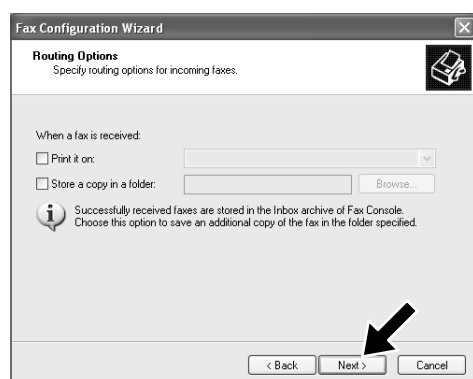 Fax Configuration Wizard
Routing Options
Specify routing options for incoming faxes.
When a fax is received:
Print it on:
Store a copy in a folder:
Browse...
Successfully received faxes are stored in the Inbox archive of Fax Console.
Choose this option to save an additional copy of the fax in the folder specified.
< Back
Next >
Cancel